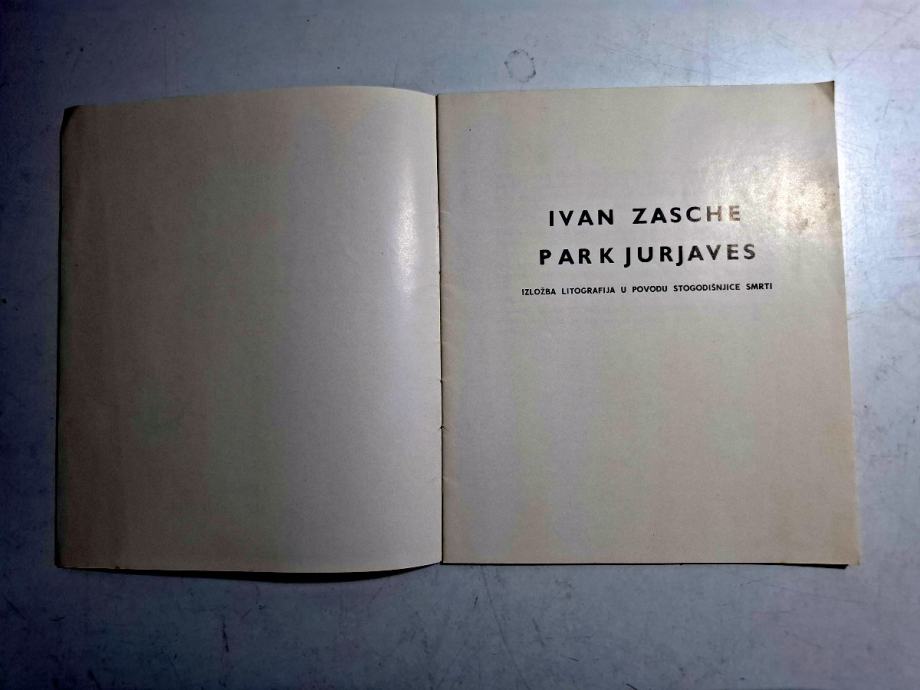 IVAN ZASCHE
PARK JURJAVES
IZLOŽBA LITOGRAFIJA U POVODU STOGODIŠNJICE SMRTI